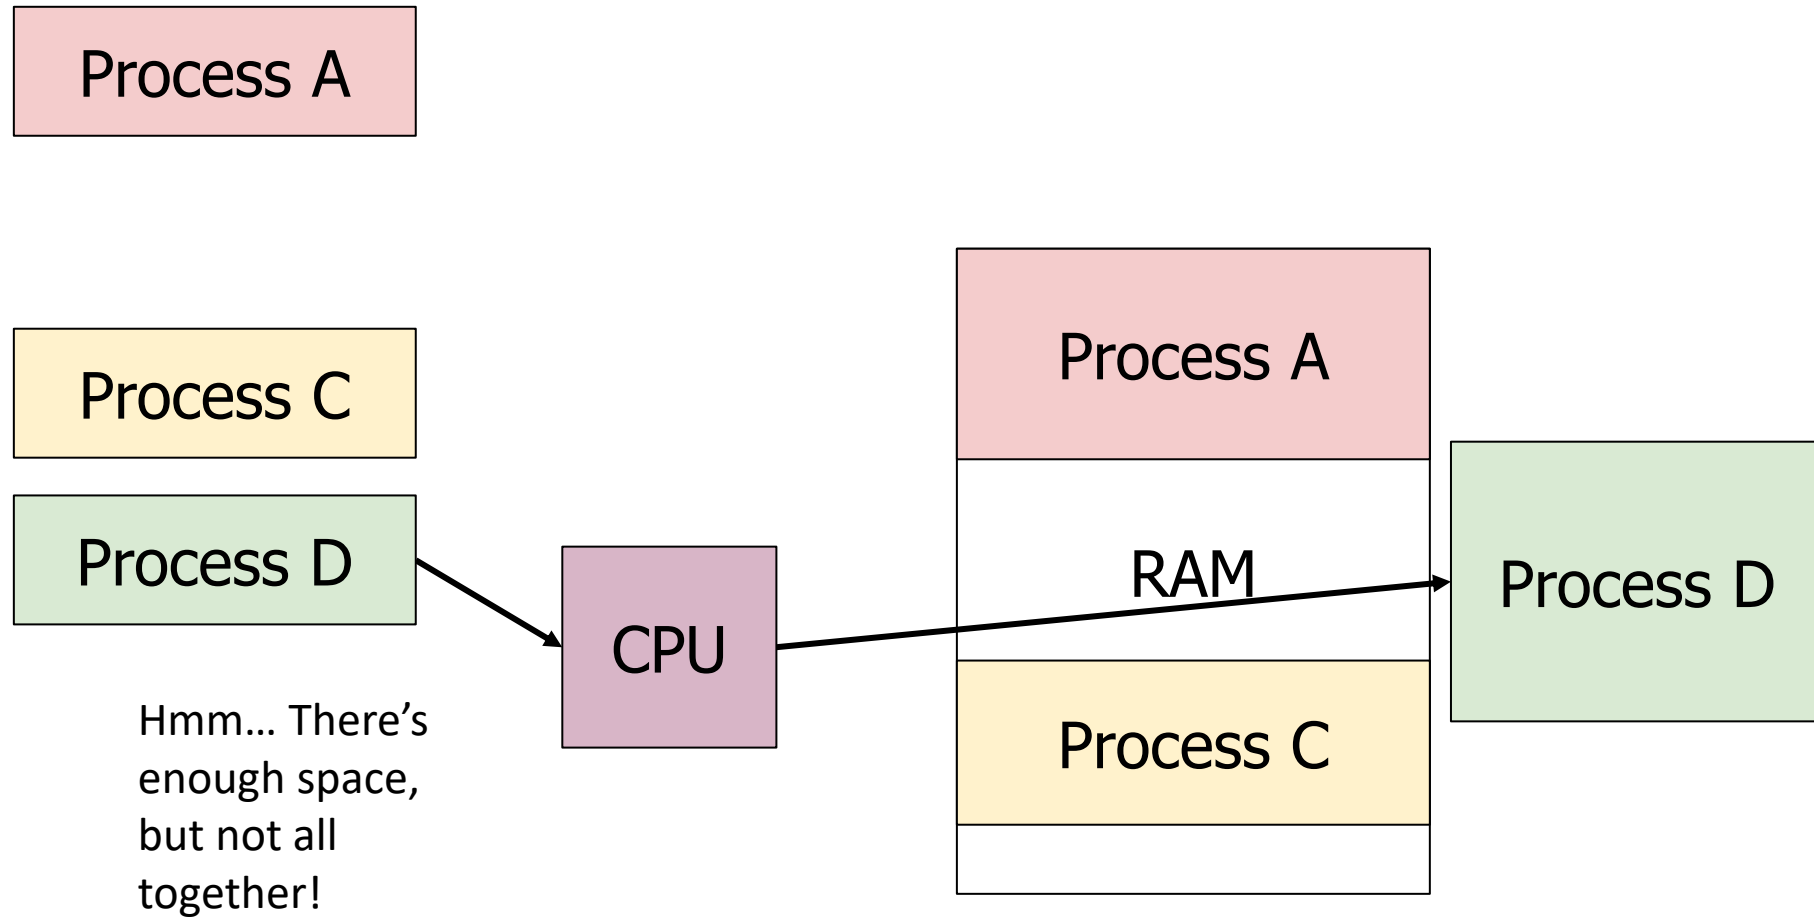 Process A
Process C
Process D
CPU
Hmm… There’s
enough space,
but not all
together!
Process A
RAM
Process C
Process D